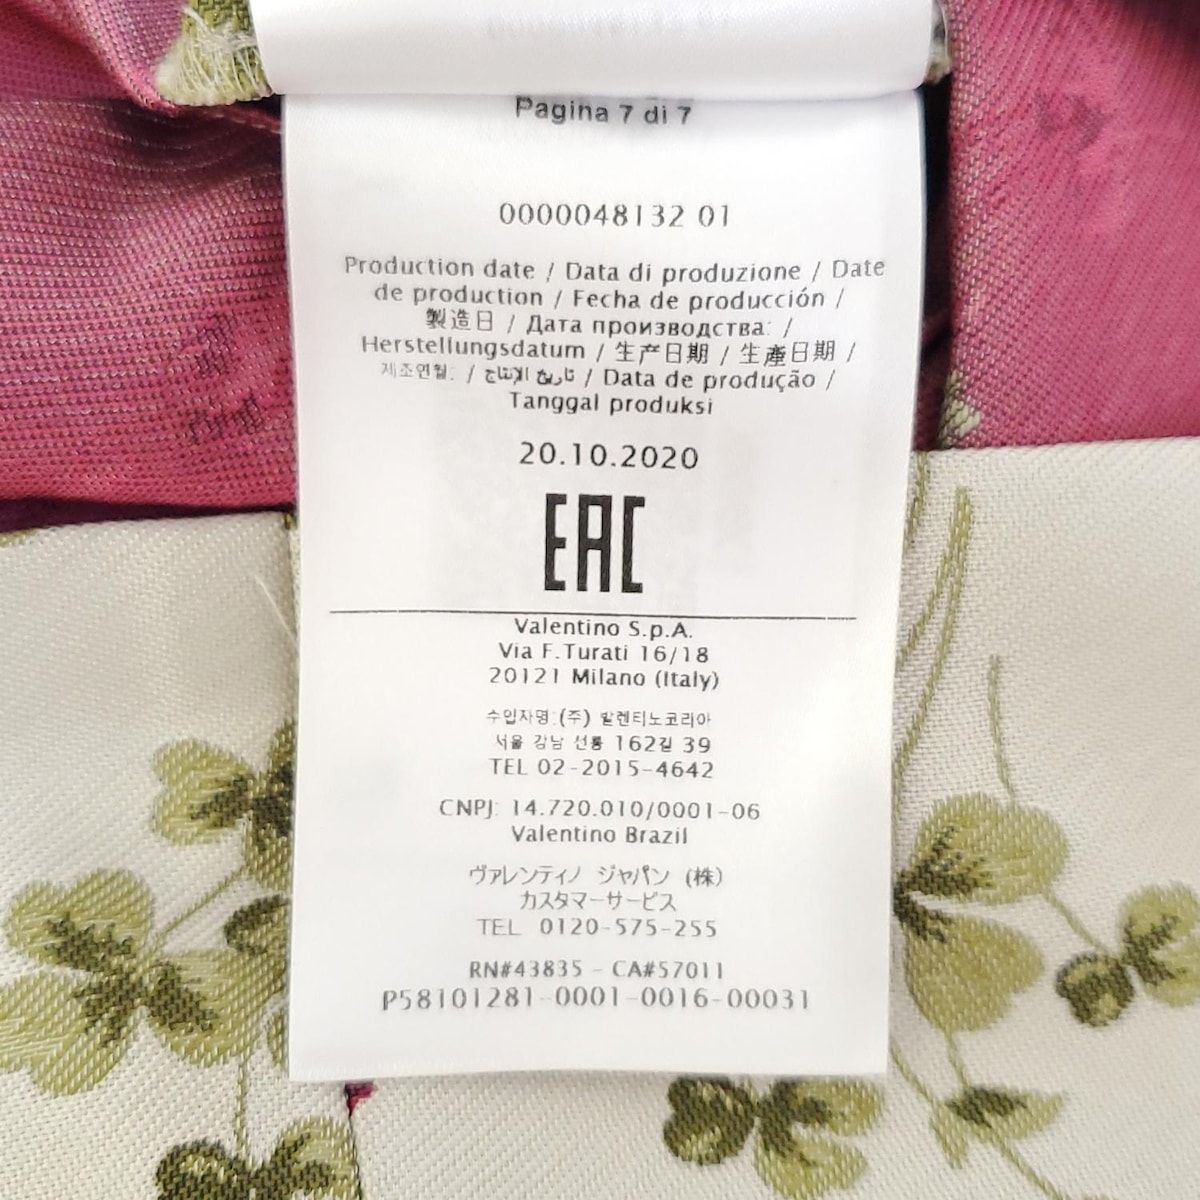 Pagina 7 di 7
0000048132 01
Production date / Data di produzione / Date
de production / Fecha de producción /
製造日 / Дата производства: /
Herstellungsdatum / 生产日期 / 生產日期 /
제조연월: / تاريخ الإنتاج / Data de produção /
Tanggal produksi
20.10.2020
EAC
Valentino S.p.A.
Via F.Turati 16/18
20121 Milano (Italy)
수입자명:(주) 발렌티노코리아
서울 강남 선릉 162길 39
TEL 02-2015-4642
CNPJ: 14.720.010/0001-06
Valentino Brazil
ヴァレンティノ ジャパン (株)
カスタマーサービス
TEL 0120-575-255
RN#43835 - CA#57011
P58101281-0001-0016-00031